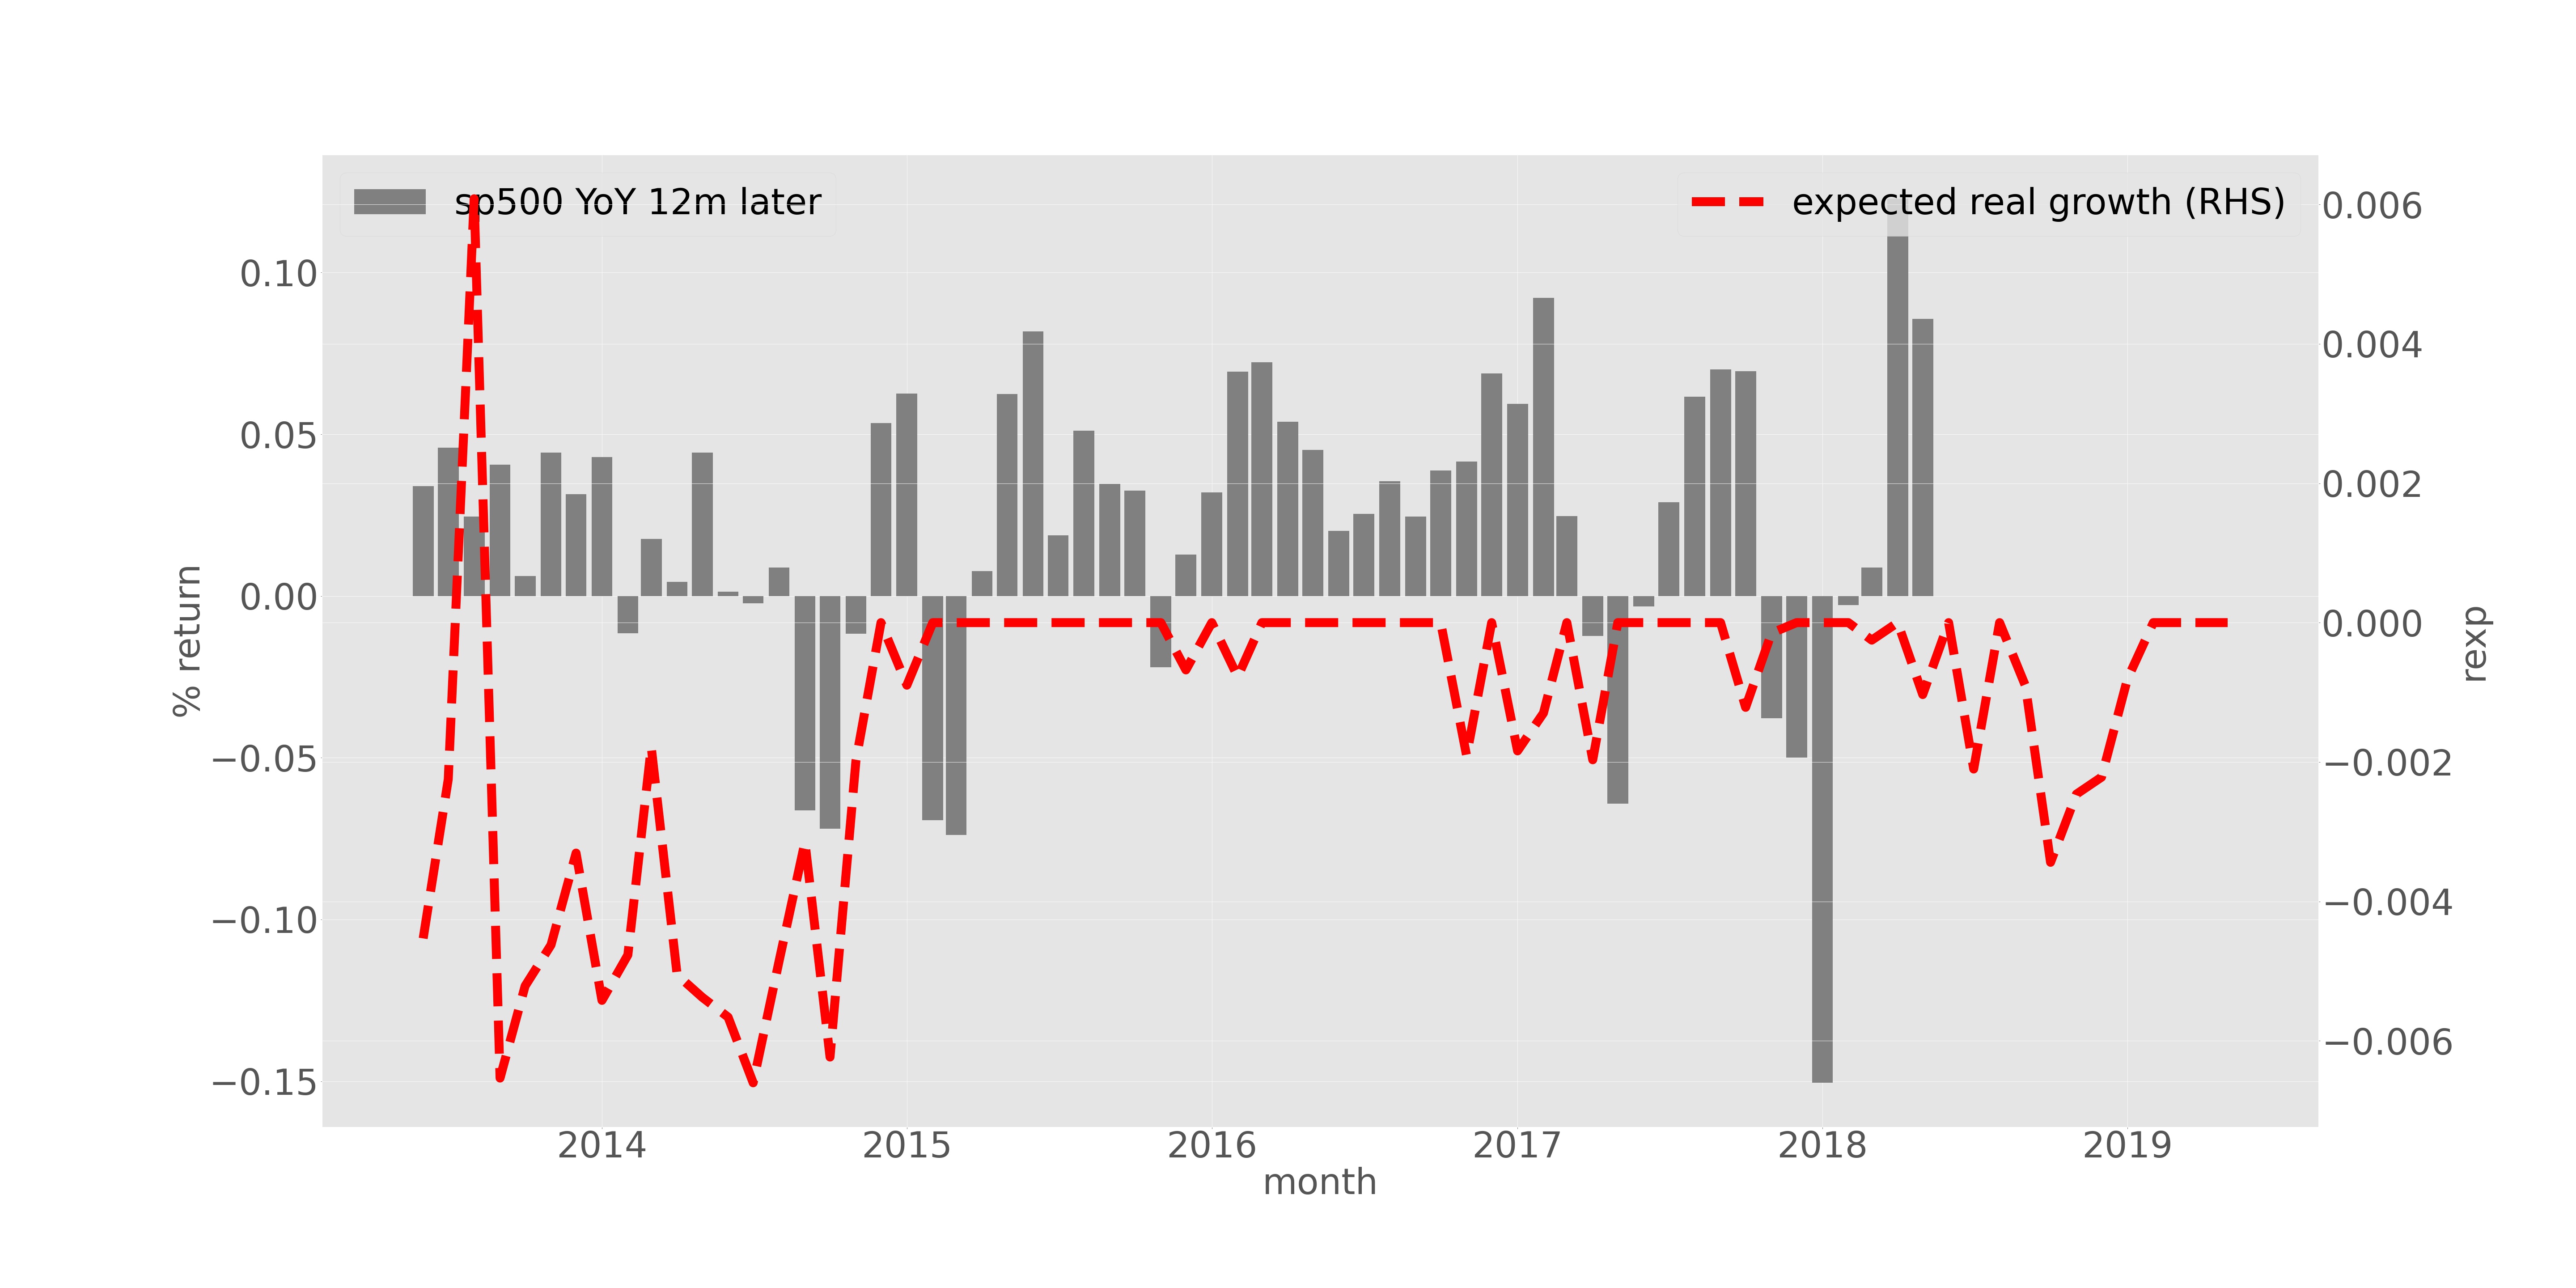 sp500 YoY 12m later
expected real growth (RHS)
0.10
0.05
0.00
−0.05
−0.10
−0.15
% return
0.006
0.004
0.002
0.000
−0.002
−0.004
−0.006
rexp
2014 2015 2016 2017 2018 2019
month